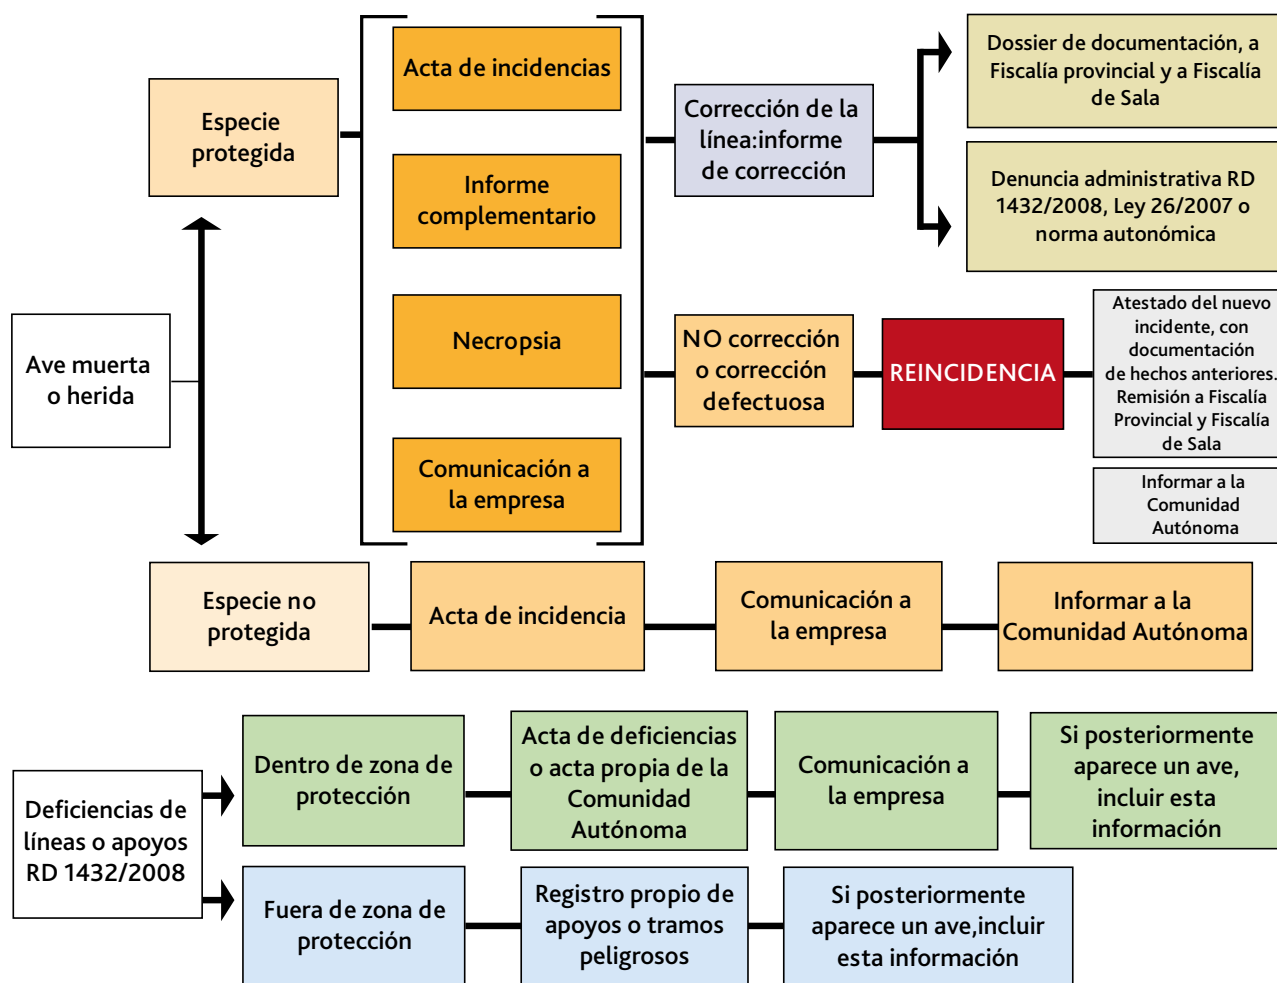 Ave muerta
o herida
Especie
protegida
Acta de incidencias
Informe
complementario
Necropsia
Comunicación a
la empresa
Corrección de la
línea:informe
de corrección
Dossier de documentación, a
Fiscalía provincial y a Fiscalía
de Sala
Denuncia administrativa RD
1432/2008, Ley 26/2007 o
norma autonómica
NO corrección
o corrección
defectuosa
REINCIDENCIA
Atestado del nuevo
incidente, con
documentación
de hechos anteriores.
Remisión a Fiscalía
Provincial y Fiscalía
de Sala
Informar a la
Comunidad
Autónoma
Especie no
protegida
Acta de incidencia
Comunicación a
la empresa
Informar a la
Comunidad Autónoma
Deficiencias de
líneas o apoyos
RD 1432/2008
Dentro de zona de
protección
Acta de deficiencias
o acta propia de la
Comunidad
Autónoma
Comunicación a
la empresa
Si posteriormente
aparece un ave,
incluir esta
información
Fuera de zona de
protección
Registro propio de
apoyos o tramos
peligrosos
Si posteriormente
aparece un ave,incluir
esta información